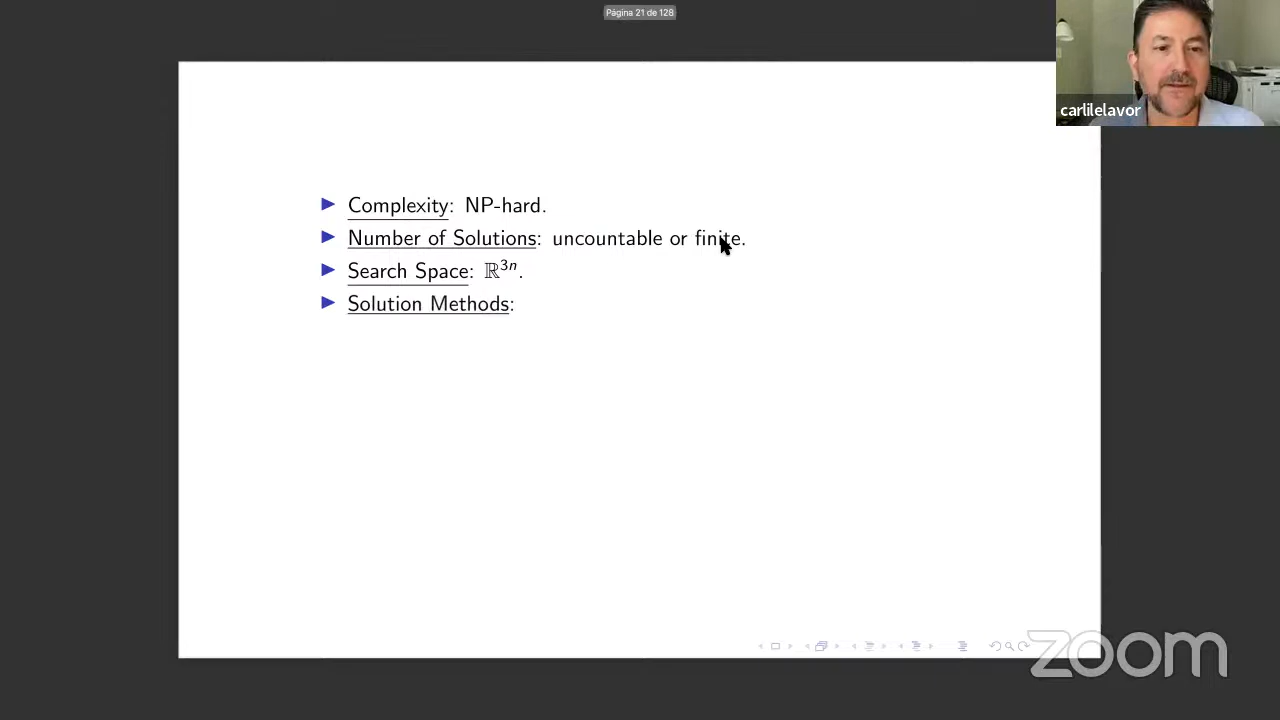 Página 21 de 128
carlilelavor
Complexity: NP-hard.
Number of Solutions: uncountable or finite.
Search Space: ℝ³ⁿ.
Solution Methods:
zoom